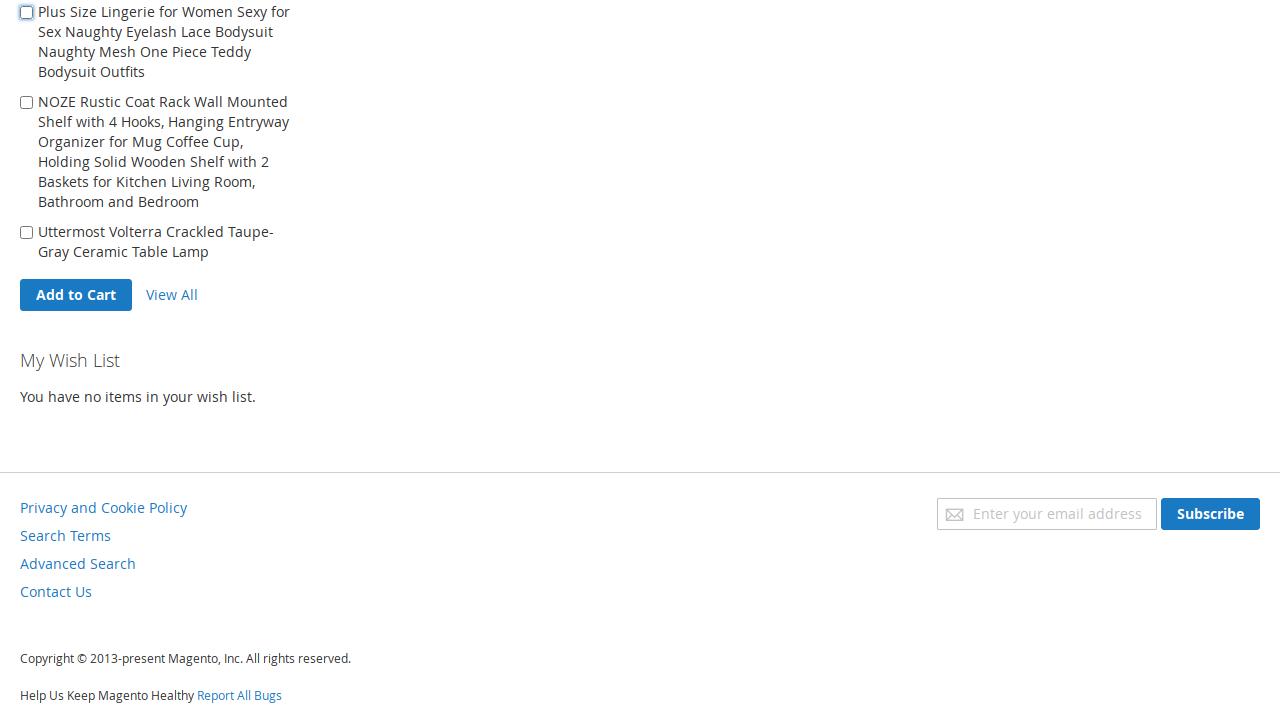 Plus Size Lingerie for Women Sexy for
Sex Naughty Eyelash Lace Bodysuit
Naughty Mesh One Piece Teddy
Bodysuit Outfits
NOZE Rustic Coat Rack Wall Mounted
Shelf with 4 Hooks, Hanging Entryway
Organizer for Mug Coffee Cup,
Holding Solid Wooden Shelf with 2
Baskets for Kitchen Living Room,
Bathroom and Bedroom
Uttermost Volterra Crackled Taupe-
Gray Ceramic Table Lamp
Add to Cart View All
My Wish List
You have no items in your wish list.
Privacy and Cookie Policy
Search Terms
Advanced Search
Contact Us
Enter your email address Subscribe
Copyright © 2013-present Magento, Inc. All rights reserved.
Help Us Keep Magento Healthy Report All Bugs